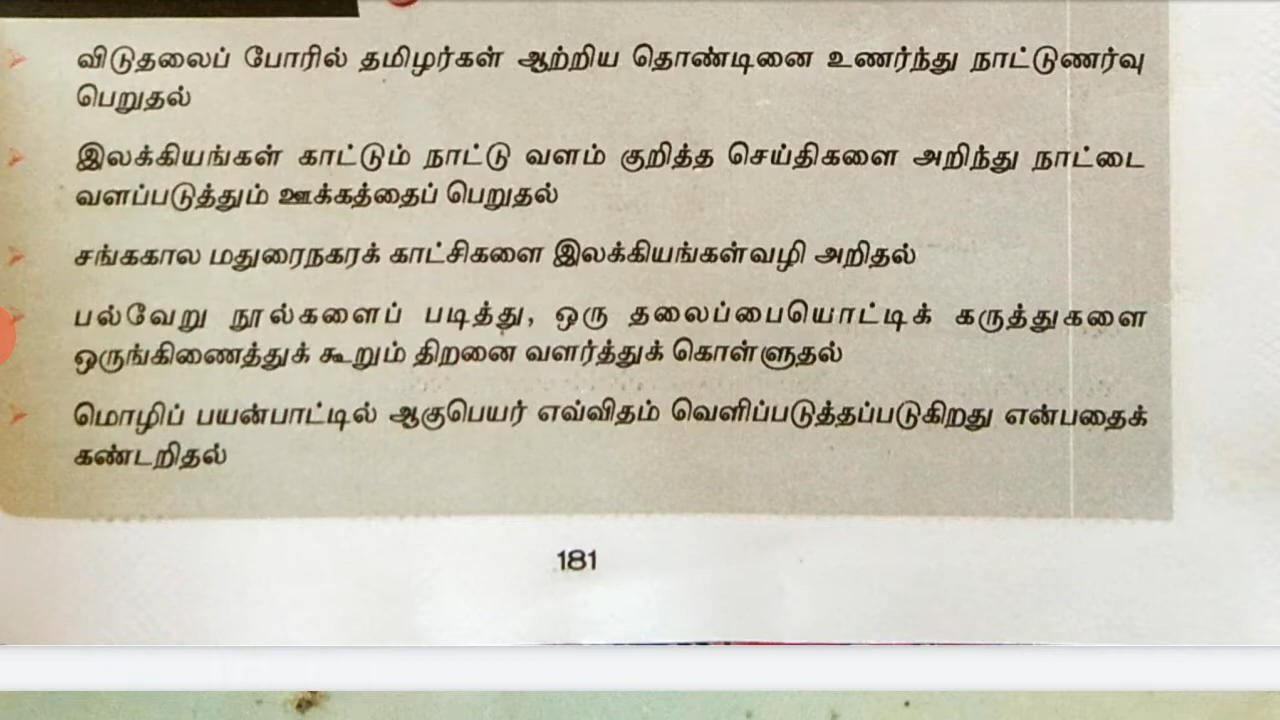 விடுதலைப் போரில் தமிழர்கள் ஆற்றிய தொண்டினை உணர்ந்து நாட்டுணர்வு
பெறுதல்
இலக்கியங்கள் காட்டும் நாட்டு வளம் குறித்த செய்திகளை அறிந்து நாட்டை
வளப்படுத்தும் ஊக்கத்தைப் பெறுதல்
சங்ககால மதுரைநகரக் காட்சிகளை இலக்கியங்கள்வழி அறிதல்
பல்வேறு நூல்களைப் படித்து, ஒரு தலைப்பையொட்டிக் கருத்துகளை
ஒருங்கிணைத்துக் கூறும் திறனை வளர்த்துக் கொள்ளுதல்
மொழிப் பயன்பாட்டில் ஆகுபெயர் எவ்விதம் வெளிப்படுத்தப்படுகிறது என்பதைக்
கண்டறிதல்
181